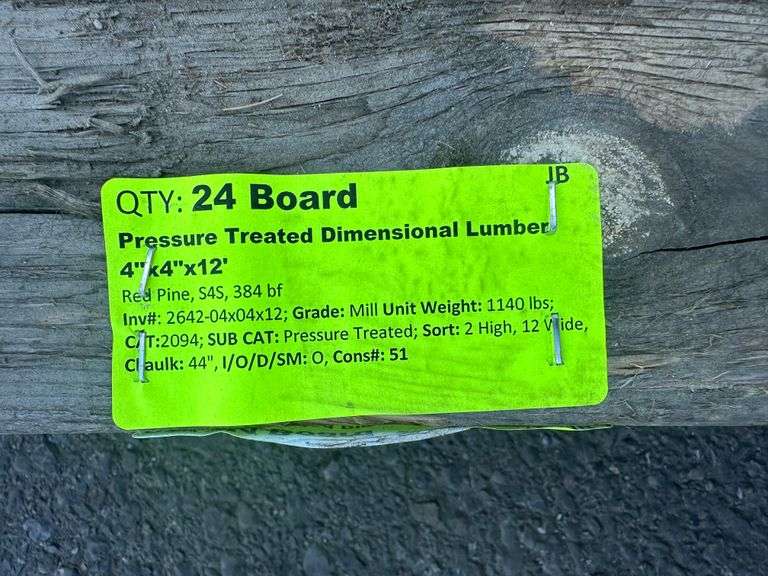 JB
QTY: 24 Board
Pressure Treated Dimensional Lumber
4"x4"x12'
Red Pine, S4S, 384 bf
Inv#: 2642-04x04x12; Grade: Mill Unit Weight: 1140 lbs;
CAT:2094; SUB CAT: Pressure Treated; Sort: 2 High, 12 Wide,
Chaulk: 44", I/O/D/SM: O, Cons#: 51